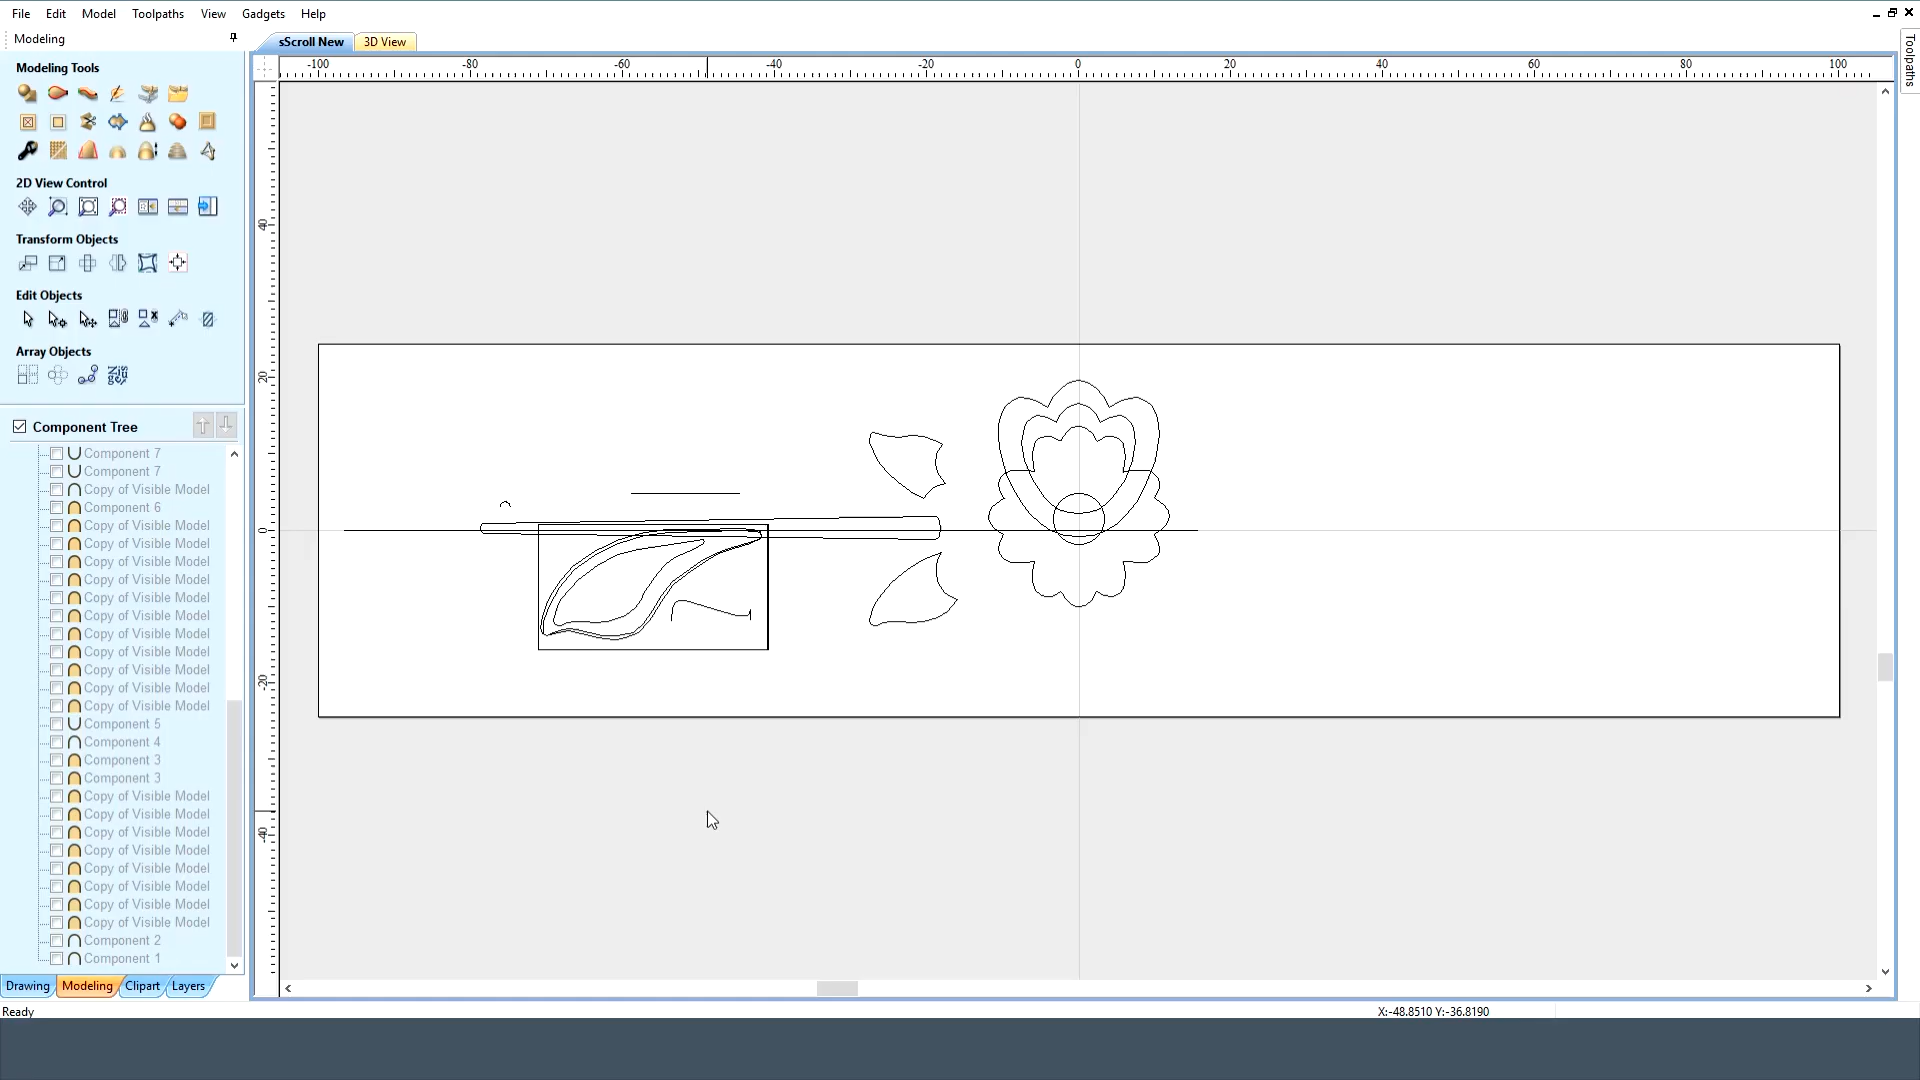 File Edit Model Toolpaths View Gadgets Help
Modeling
sScroll New 3D View
Toolpaths
Modeling Tools
-100 -80 -60 -40 -20 0 20 40 60 80 100
40
20
0
-20
-40
2D View Control
Transform Objects
Edit Objects
Array Objects
Component Tree
Component 7
Component 7
Copy of Visible Model
Component 6
Copy of Visible Model
Copy of Visible Model
Copy of Visible Model
Copy of Visible Model
Copy of Visible Model
Copy of Visible Model
Copy of Visible Model
Copy of Visible Model
Copy of Visible Model
Copy of Visible Model
Copy of Visible Model
Component 5
Component 4
Component 3
Component 3
Copy of Visible Model
Copy of Visible Model
Copy of Visible Model
Copy of Visible Model
Copy of Visible Model
Copy of Visible Model
Copy of Visible Model
Copy of Visible Model
Component 2
Component 1
Drawing Modeling Clipart Layers
Ready
X:-48.8510 Y:-36.8190